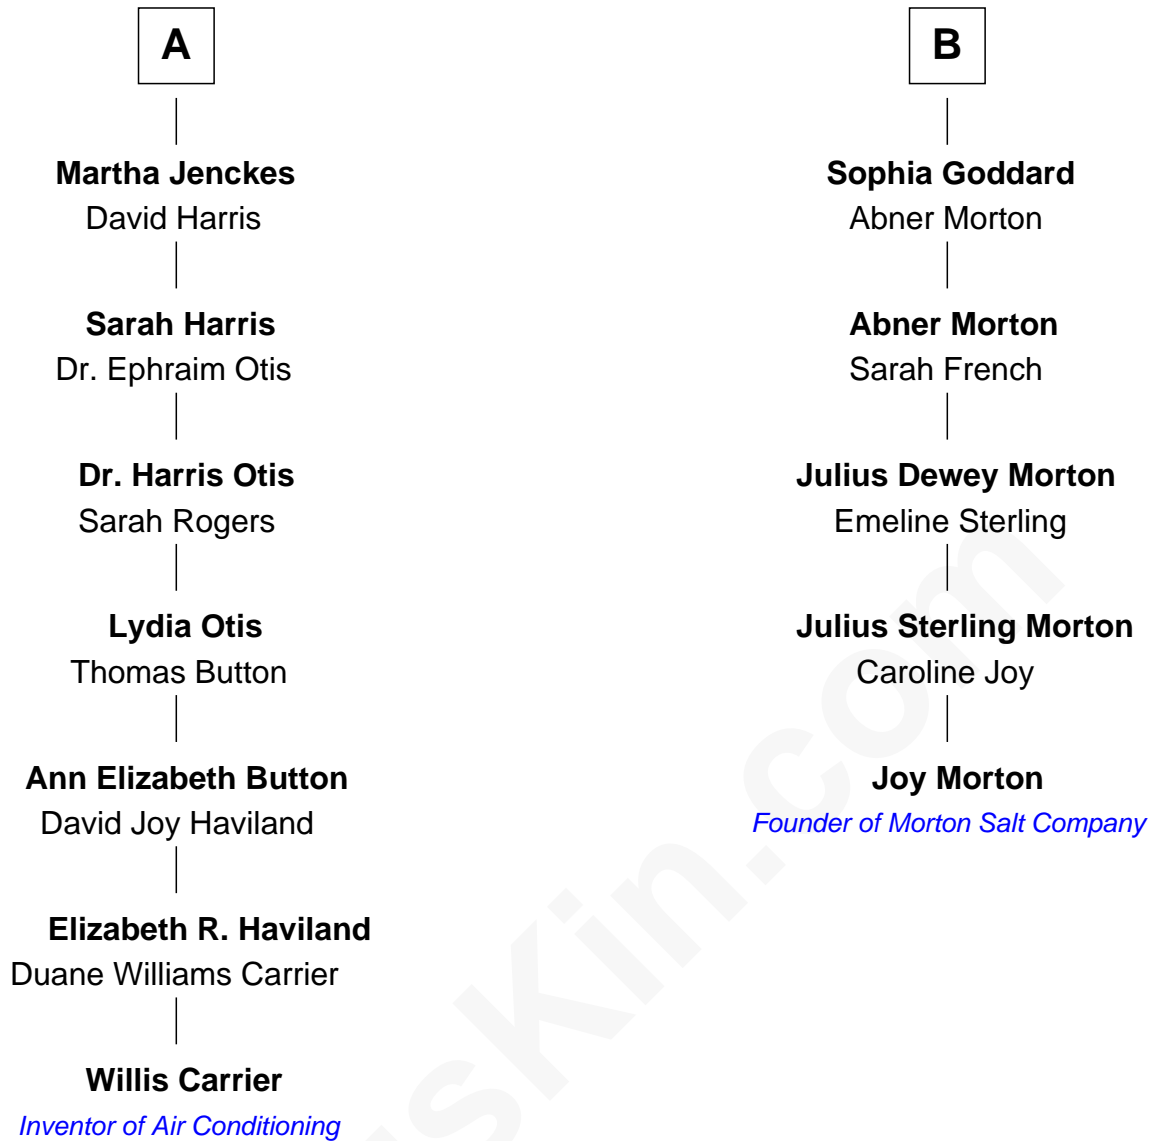 A
Martha Jenckes
David Harris
Sarah Harris
Dr. Ephraim Otis
Dr. Harris Otis
Sarah Rogers
Lydia Otis
Thomas Button
Ann Elizabeth Button
David Joy Haviland
Elizabeth R. Haviland
Duane Williams Carrier
Willis Carrier
Inventor of Air Conditioning
B
Sophia Goddard
Abner Morton
Abner Morton
Sarah French
Julius Dewey Morton
Emeline Sterling
Julius Sterling Morton
Caroline Joy
Joy Morton
Founder of Morton Salt Company